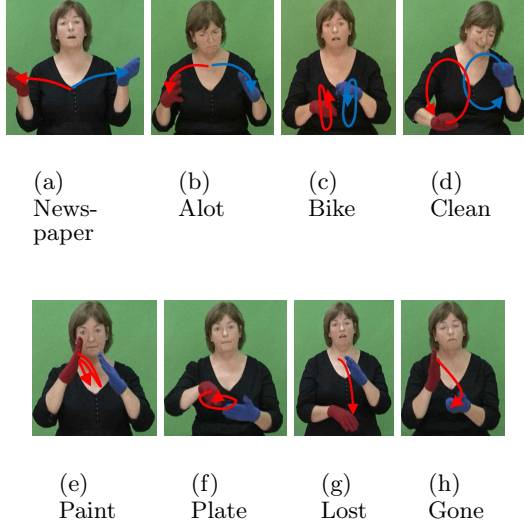 (a)
News-
paper
(b)
Alot
(c)
Bike
(d)
Clean
(e)
Paint
(f)
Plate
(g)
Lost
(h)
Gone